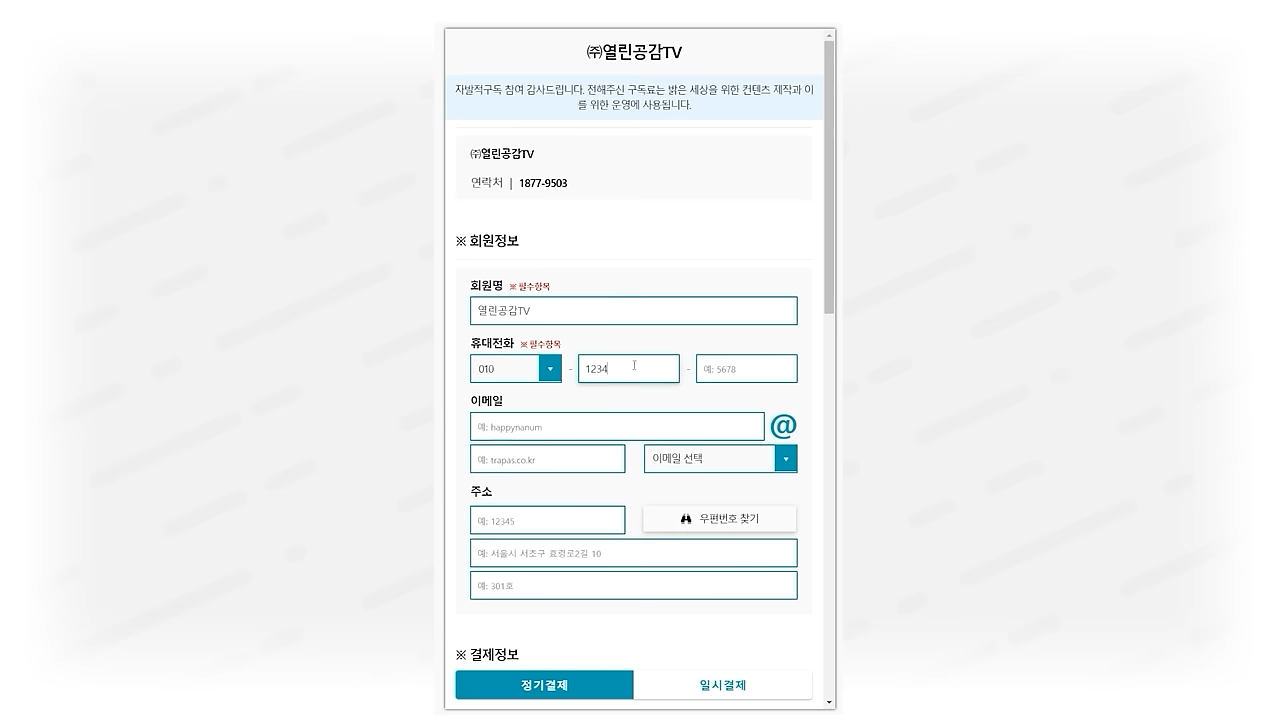 ㈜열린공감TV
자발적구독 참여 감사드립니다. 전해주신 구독료는 밝은 세상을 위한 컨텐츠 제작과 이
를 위한 운영에 사용됩니다.
㈜열린공감TV
연락처 | 1877-9503
※ 회원정보
회원명 ※ 필수항목
열린공감TV
휴대전화 ※ 필수항목
010 - 1234 - 예: 5678
이메일
예: happynanum @
예: trapas.co.kr 이메일 선택
주소
예: 12345 우편번호 찾기
예: 서울시 서초구 효령로2길 10
예: 301호
※ 결제정보
정기결제 일시결제